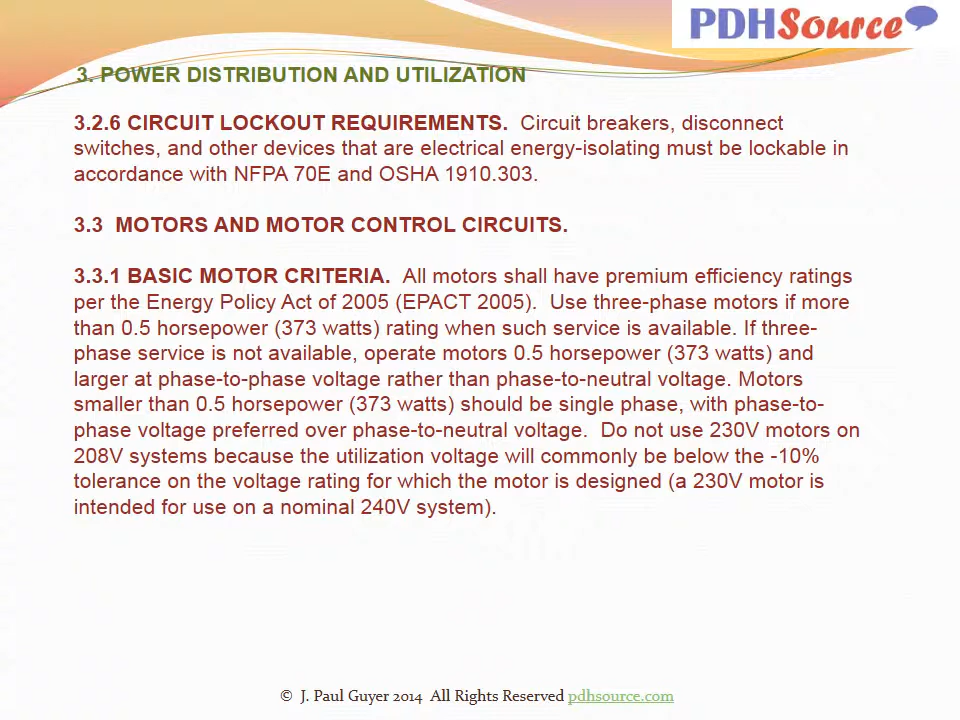 PDHSource
3. POWER DISTRIBUTION AND UTILIZATION
3.2.6 CIRCUIT LOCKOUT REQUIREMENTS. Circuit breakers, disconnect
switches, and other devices that are electrical energy-isolating must be lockable in
accordance with NFPA 70E and OSHA 1910.303.
3.3 MOTORS AND MOTOR CONTROL CIRCUITS.
3.3.1 BASIC MOTOR CRITERIA. All motors shall have premium efficiency ratings
per the Energy Policy Act of 2005 (EPACT 2005). Use three-phase motors if more
than 0.5 horsepower (373 watts) rating when such service is available. If three-
phase service is not available, operate motors 0.5 horsepower (373 watts) and
larger at phase-to-phase voltage rather than phase-to-neutral voltage. Motors
smaller than 0.5 horsepower (373 watts) should be single phase, with phase-to-
phase voltage preferred over phase-to-neutral voltage. Do not use 230V motors on
208V systems because the utilization voltage will commonly be below the -10%
tolerance on the voltage rating for which the motor is designed (a 230V motor is
intended for use on a nominal 240V system).
© J. Paul Guyer 2014 All Rights Reserved pdhsource.com